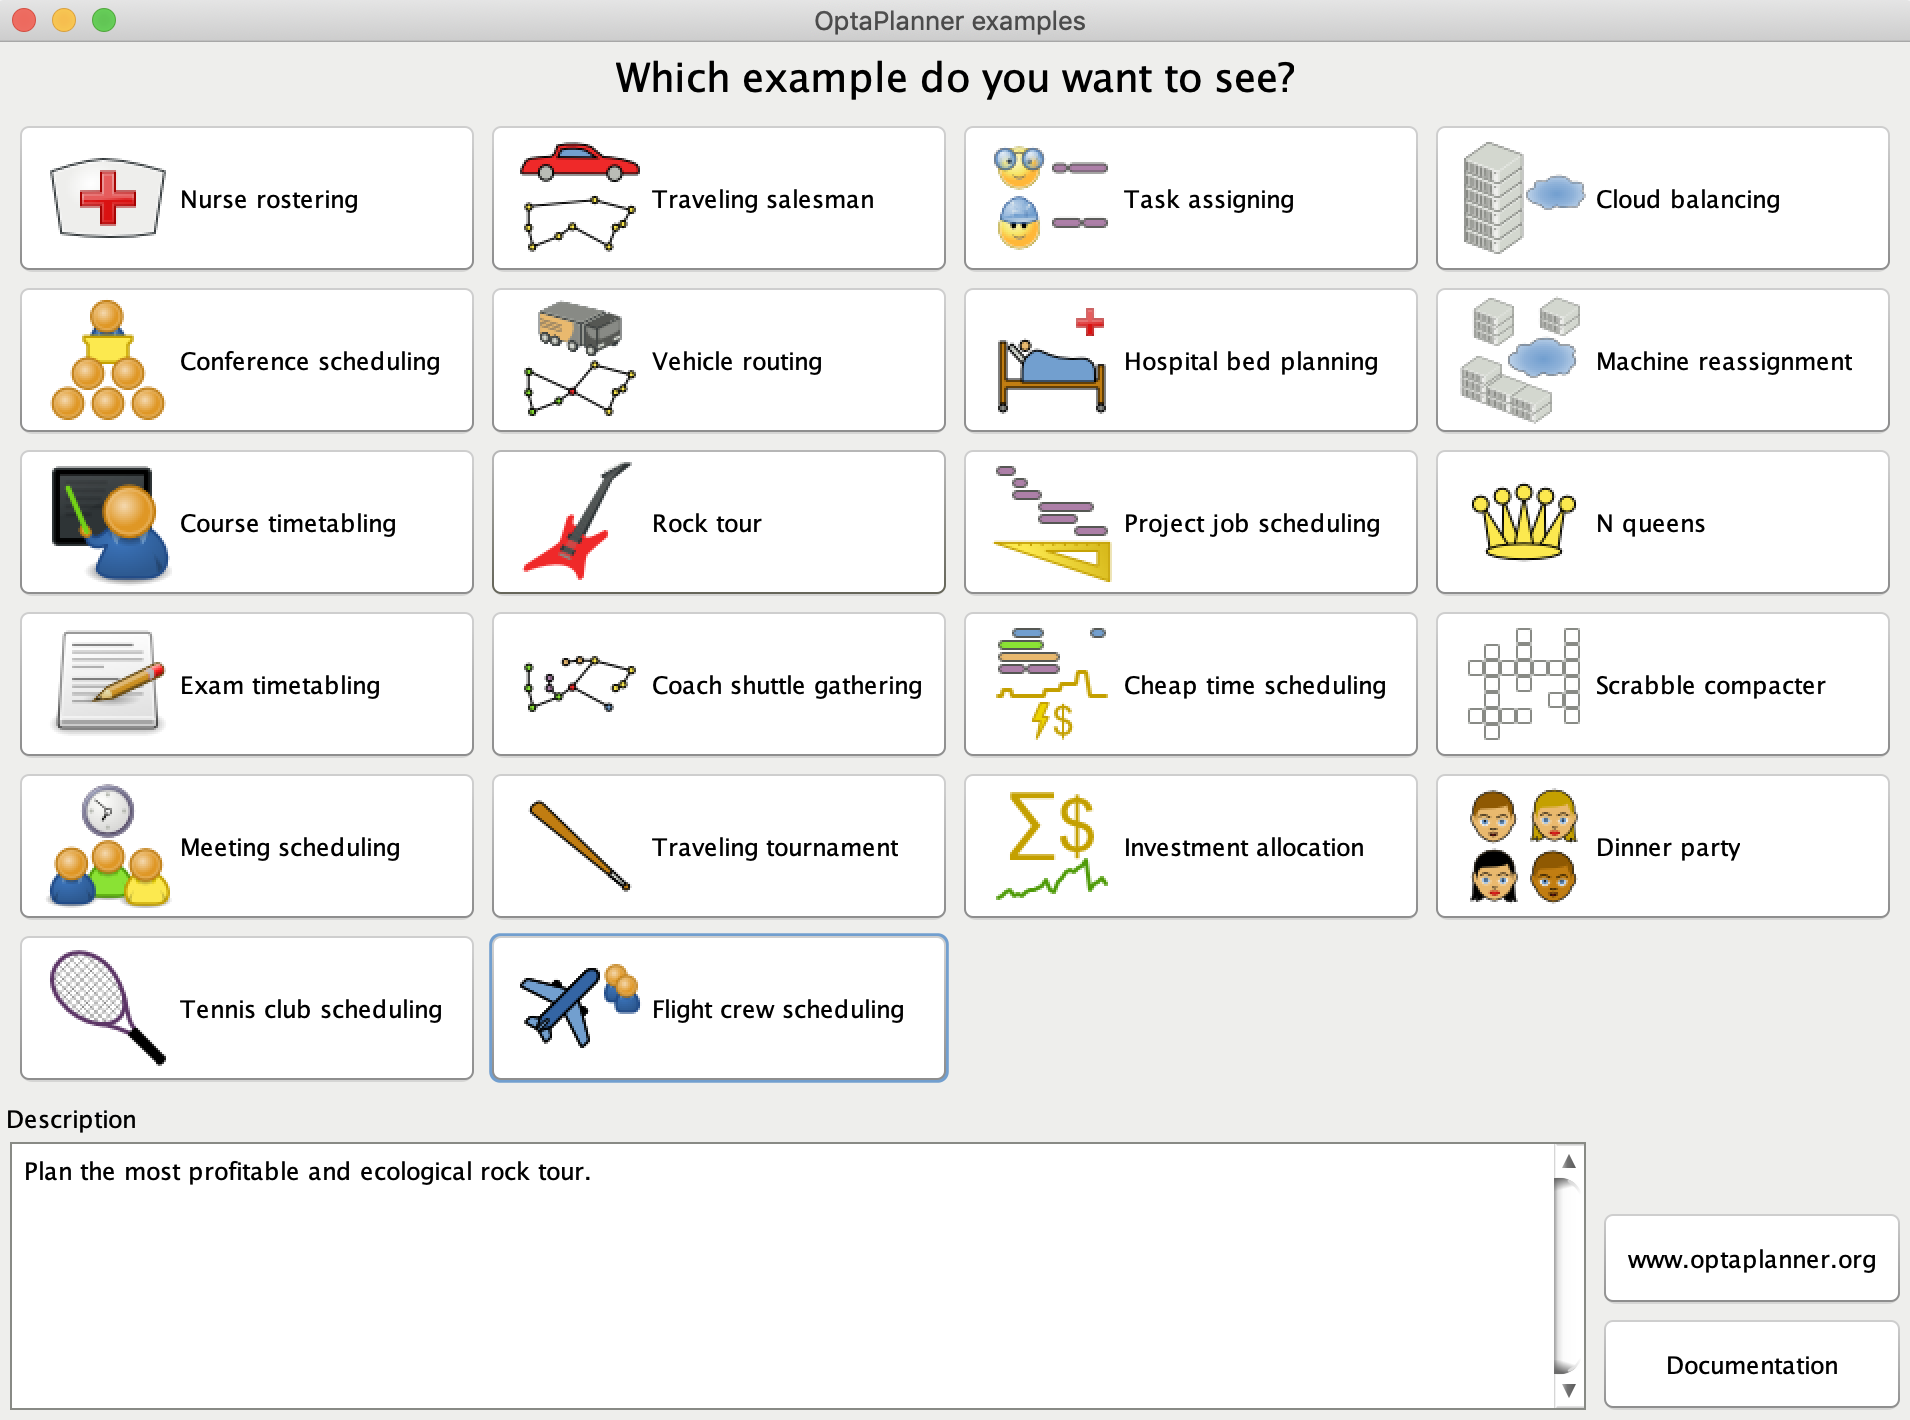 OptaPlanner examples
Which example do you want to see?
Nurse rostering
Traveling salesman
Task assigning
Cloud balancing
Conference scheduling
Vehicle routing
Hospital bed planning
Machine reassignment
Course timetabling
Rock tour
Project job scheduling
N queens
Exam timetabling
Coach shuttle gathering
$
Cheap time scheduling
Scrabble compacter
Meeting scheduling
Traveling tournament
Σ$
Investment allocation
Dinner party
Tennis club scheduling
Flight crew scheduling
Description
Plan the most profitable and ecological rock tour.
www.optaplanner.org
Documentation